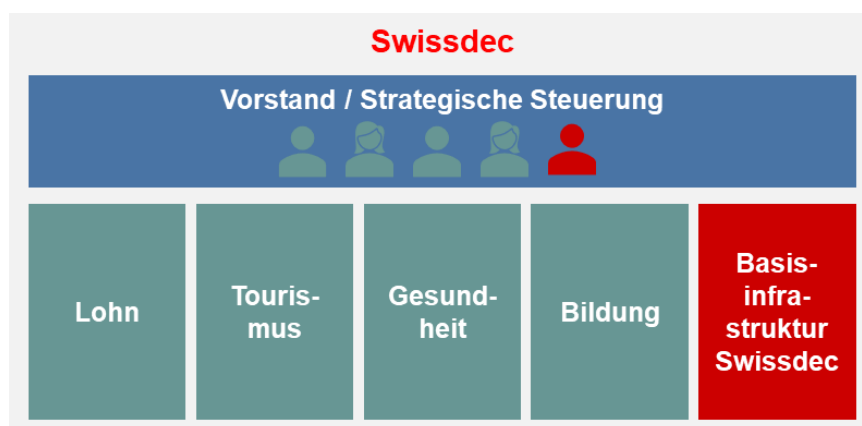 Swissdec
Vorstand / Strategische Steuerung
Lohn
Touris-
mus
Gesund-
heit
Bildung
Basis-
infra-
struktur
Swissdec